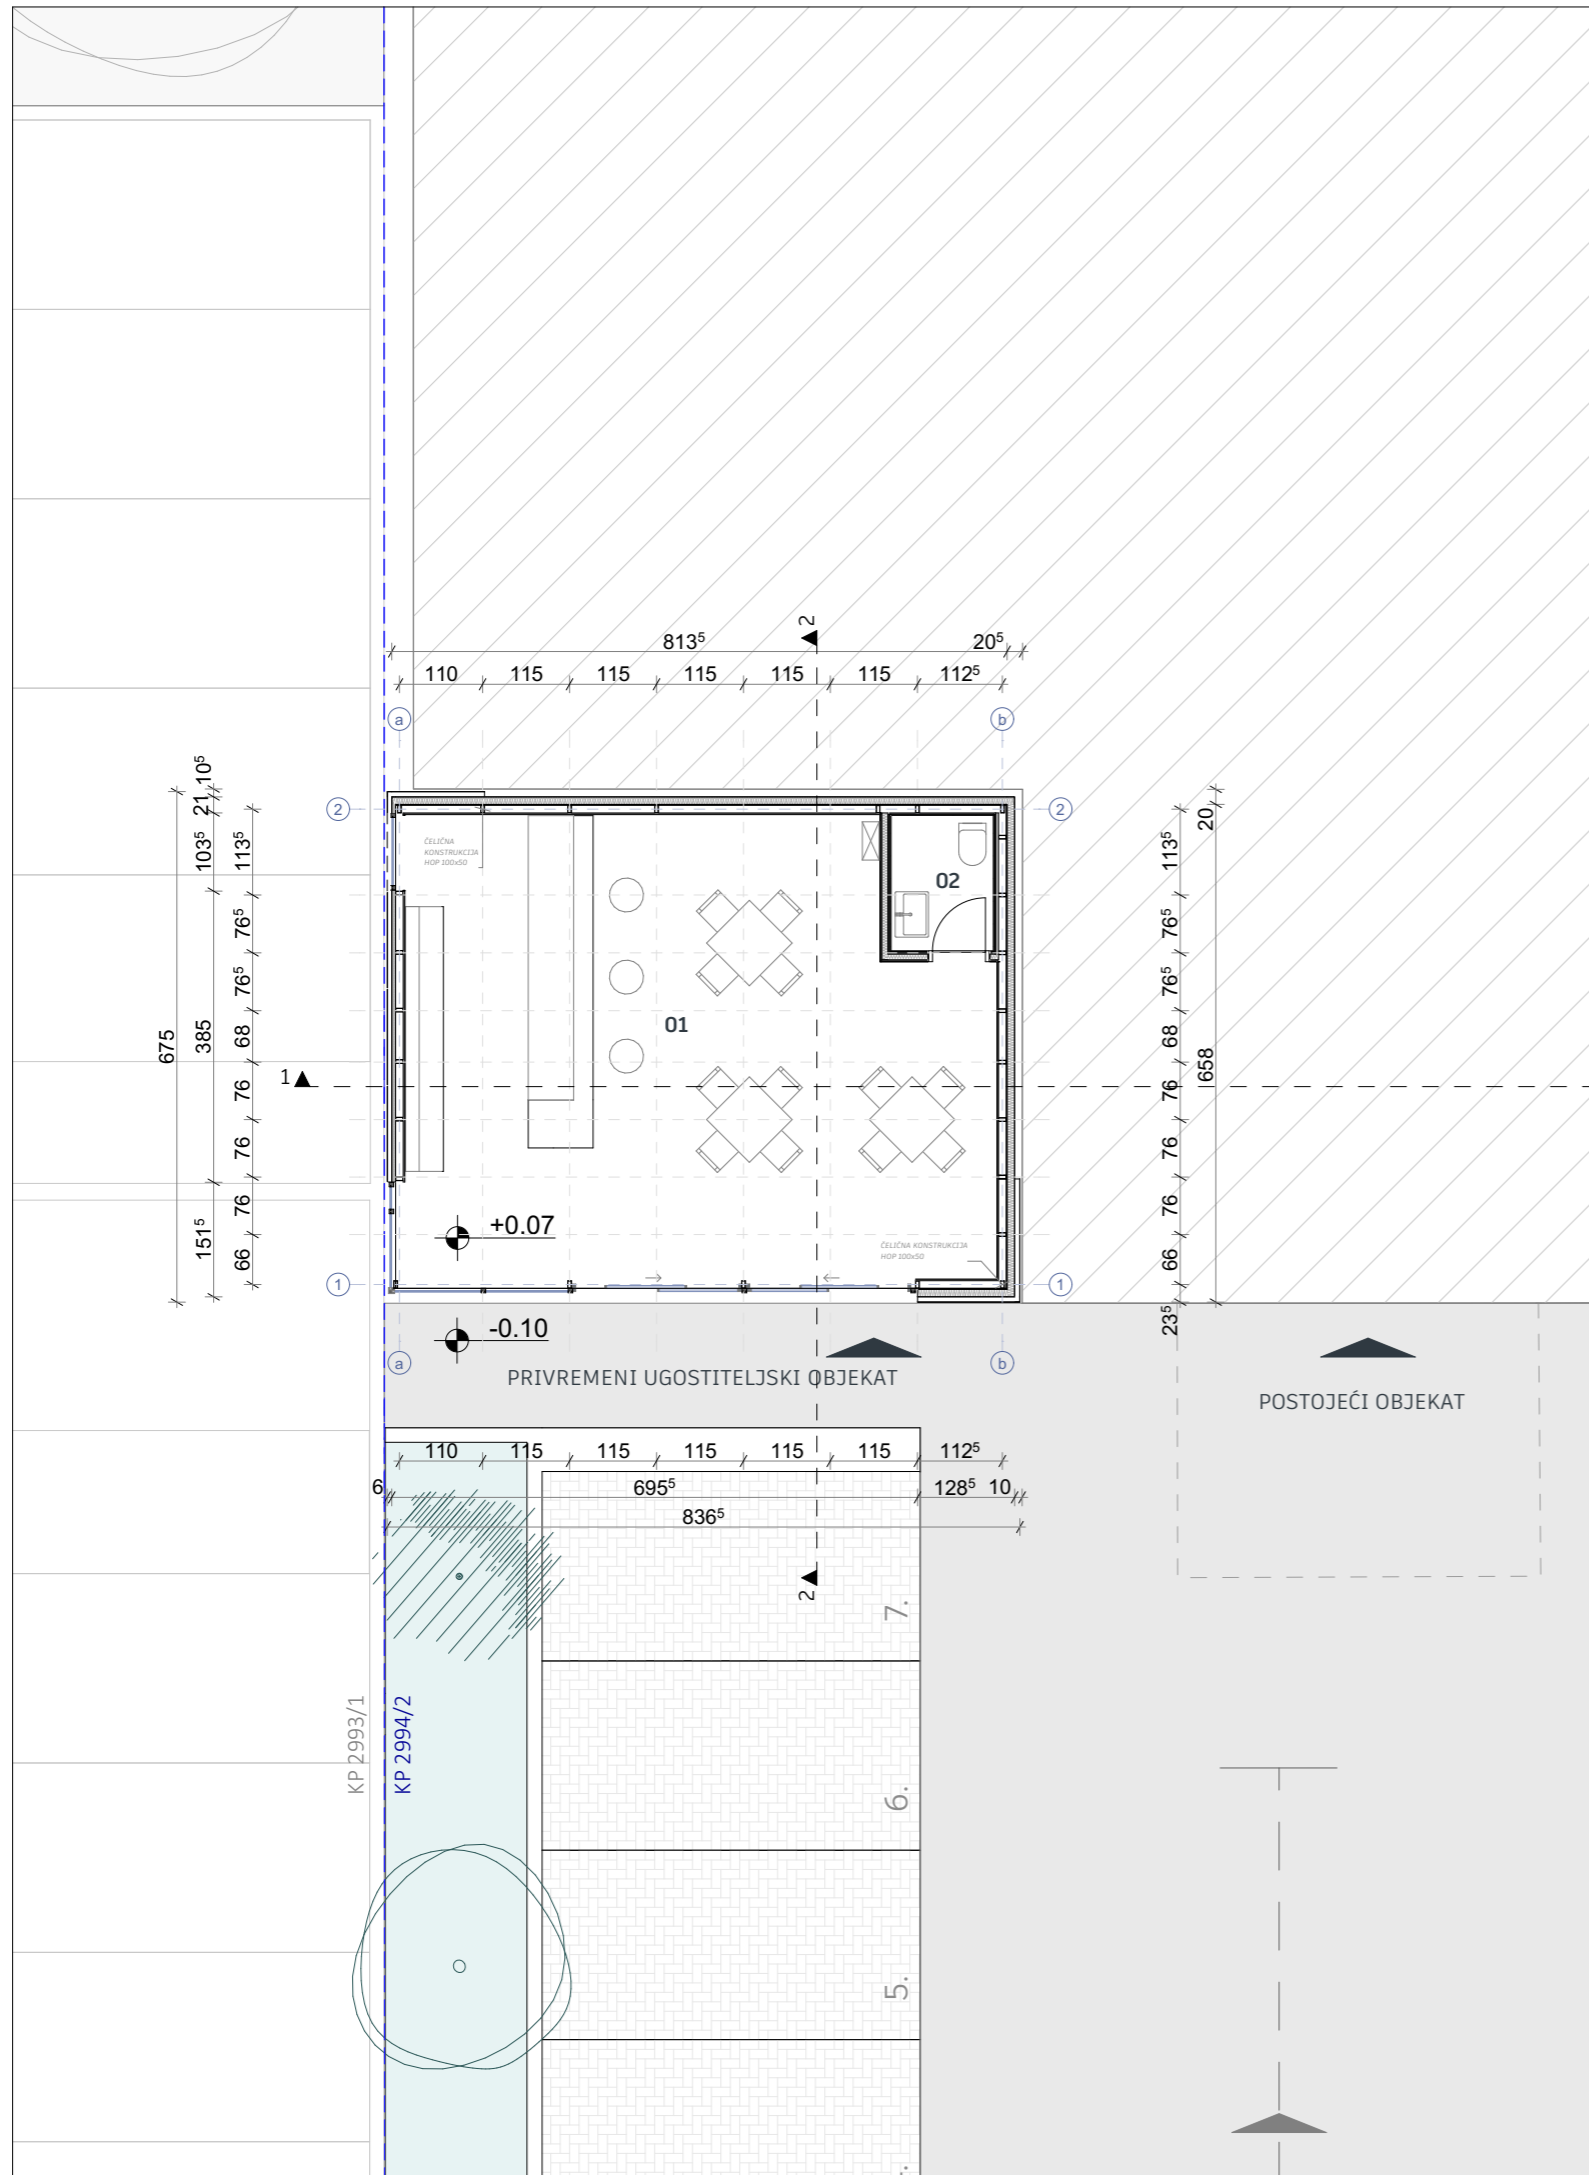 2
813⁵ 20⁵
110 115 115 115 115 115 112⁵
a b
10⁵
21
103⁵
385
151⁵
675
113⁵
76⁵
76⁵
68
76
76
76
66
2 2
ČELIČNA
KONSTRUKCIJA
HOP 100x50
02
01
1
+0.07
ČELIČNA KONSTRUKCIJA
HOP 100x50
1 1
113⁵
76⁵
76⁵
68
76
76
76
66
23⁵
20
658
-0.10
a b
PRIVREMENI UGOSTITELJSKI OBJEKAT
POSTOJEĆI OBJEKAT
110 115 115 115 115 115 112⁵
6 695⁵ 128⁵ 10
836⁵
2
7.
KP 2993/1
KP 2994/2
6.
5.